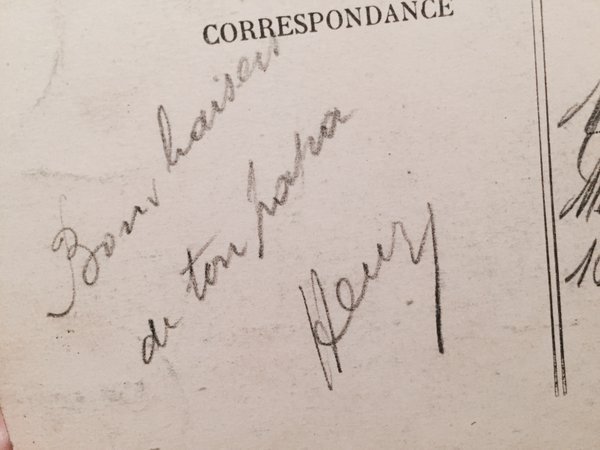 CORRESPONDANCE
Bons baisers
de ton papa
Henry